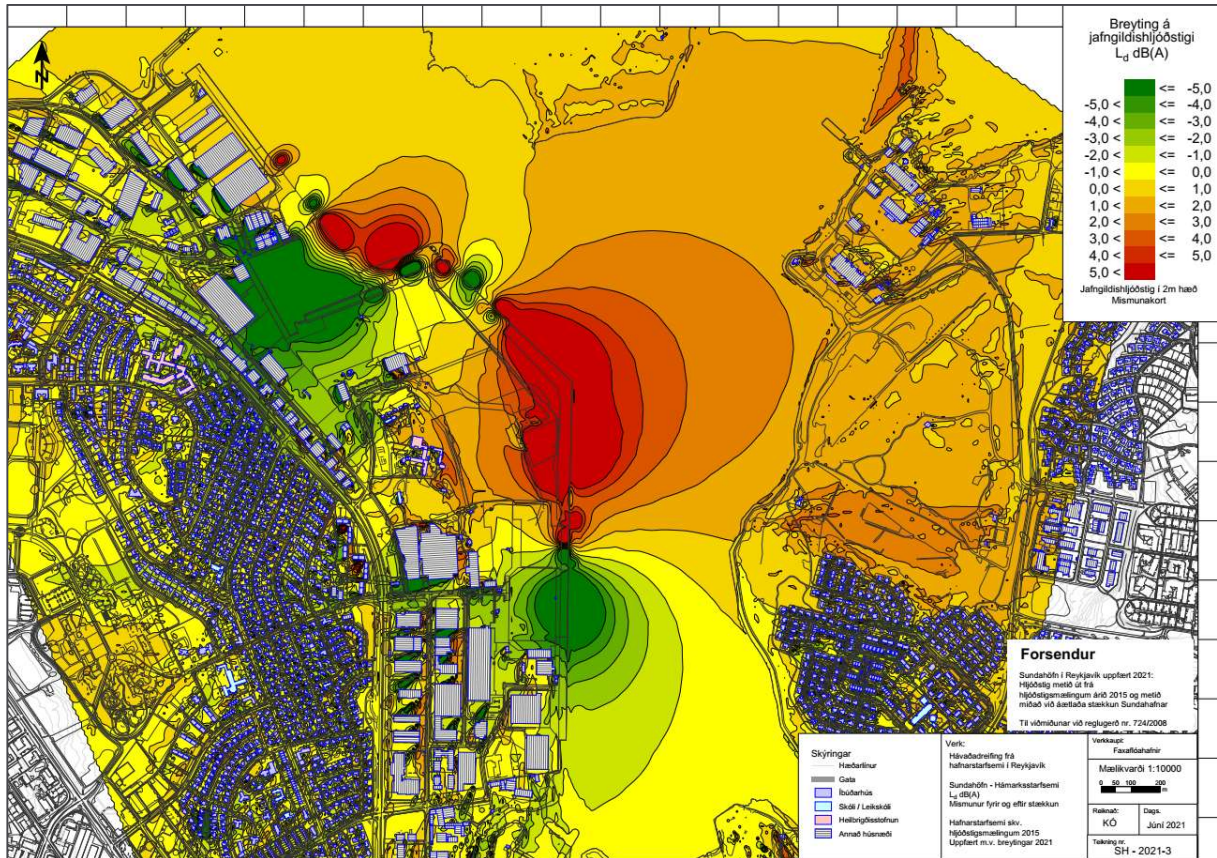 N
Breyting á
jafngildishljóðstigi
Ld dB(A)
<= -5,0
-5,0 < <= -4,0
-4,0 < <= -3,0
-3,0 < <= -2,0
-2,0 < <= -1,0
-1,0 < <= 0,0
0,0 < <= 1,0
1,0 < <= 2,0
2,0 < <= 3,0
3,0 < <= 4,0
4,0 < <= 5,0
5,0 <
Jafngildishljóðstig í 2m hæð
Mismunakort
Forsendur
Sundahöfn í Reykjavík uppfært 2021:
Hljóðstig metið út frá
hljóðstigsmælingum árið 2015 og metið
miðað við áætlaða stækkun Sundahafnar
Til viðmiðunar við reglugerð nr. 724/2008
Skýringar
Hæðarlínur
Gata
Íbúðarhús
Skóli / Leikskóli
Heilbrigðisstofnun
Annað húsnæði
Verk:
Hávaðadreifing frá
hafnarstarfsemi í Reykjavík
Sundahöfn - Hámarksstarfsemi
Ld dB(A)
Mismunur fyrir og eftir stækkun
Hafnarstarfsemi skv.
hljóðstigsmælingum 2015
Uppfært m.v. breytingar 2021
Verkkaupi:
Faxaflóahafnir
Mælikvarði 1:10000
0 50 100 200
m
Reiknað:
KÓ
Dags.
Júní 2021
Teikning nr.
SH - 2021-3